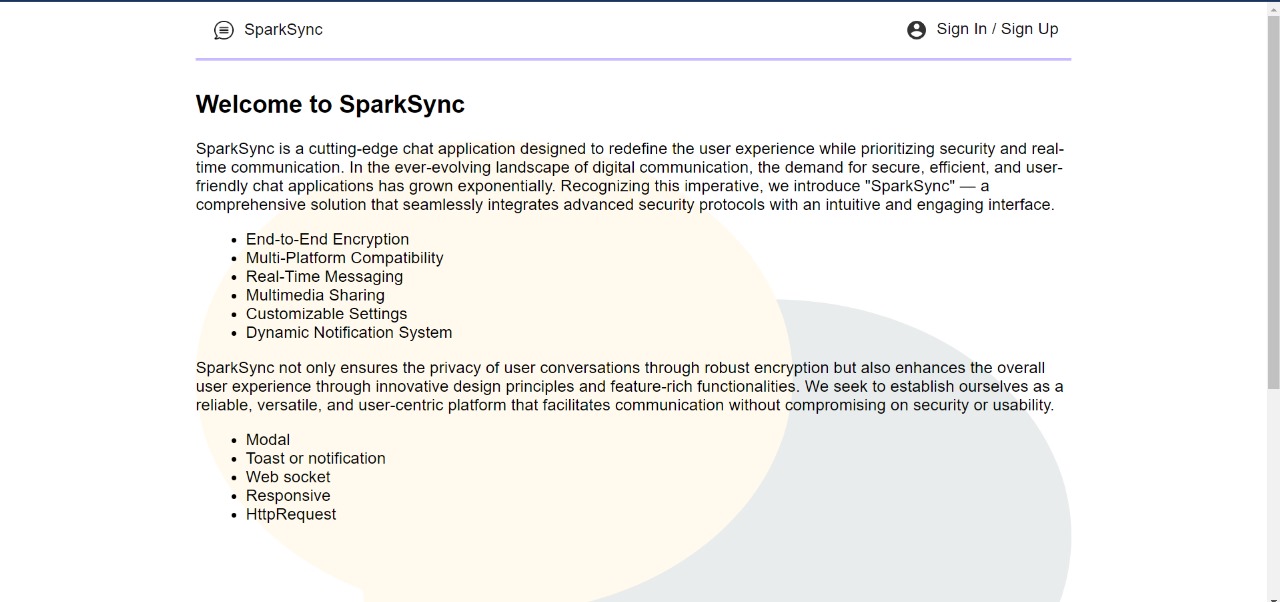 SparkSync
Sign In / Sign Up
Welcome to SparkSync
SparkSync is a cutting-edge chat application designed to redefine the user experience while prioritizing security and real-
time communication. In the ever-evolving landscape of digital communication, the demand for secure, efficient, and user-
friendly chat applications has grown exponentially. Recognizing this imperative, we introduce "SparkSync" — a
comprehensive solution that seamlessly integrates advanced security protocols with an intuitive and engaging interface.
• End-to-End Encryption
• Multi-Platform Compatibility
• Real-Time Messaging
• Multimedia Sharing
• Customizable Settings
• Dynamic Notification System
SparkSync not only ensures the privacy of user conversations through robust encryption but also enhances the overall
user experience through innovative design principles and feature-rich functionalities. We seek to establish ourselves as a
reliable, versatile, and user-centric platform that facilitates communication without compromising on security or usability.
• Modal
• Toast or notification
• Web socket
• Responsive
• HttpRequest